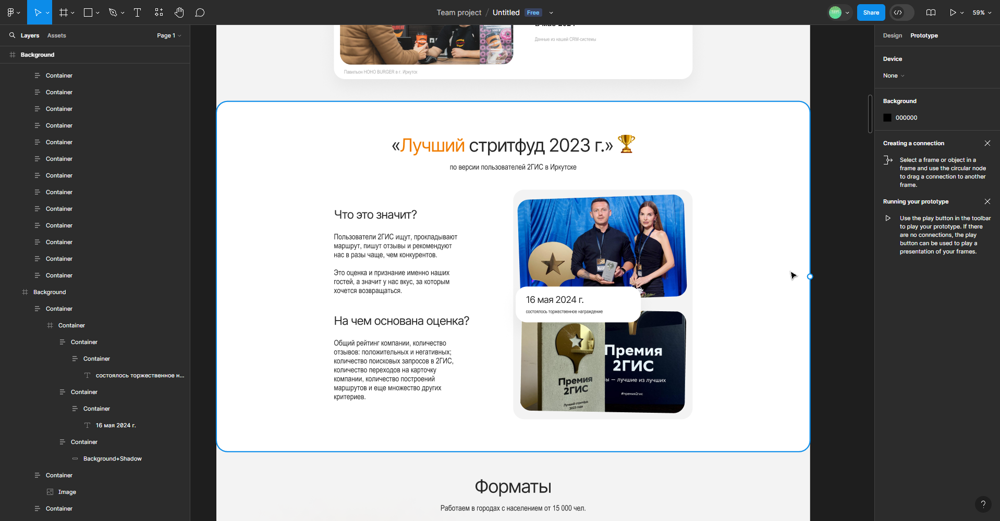 Team project / Untitled Free
Share
59%
Layers
Assets
Page 1
Background
Container
Container
Container
Container
Container
Container
Container
Container
Container
Container
Container
Container
Container
Background
Container
Container
Container
Container
состоялось торжественное н...
Container
Container
16 мая 2024 г.
Container
Background+Shadow
Container
Image
Container
Данные из нашей CRM-системы
Павильон HOHO BURGER в г. Иркутск
«Лучший стритфуд 2023 г.» 🏆
по версии пользователей 2ГИС в Иркутске
Что это значит?
Пользователи 2ГИС ищут, прокладывают
маршрут, пишут отзывы и рекомендуют
нас в разы чаще, чем конкурентов.
Это оценка и признание именно наших
гостей, а значит у нас вкус, за которым
хочется возвращаться.
На чем основана оценка?
Общий рейтинг компании, количество
отзывов: положительных и негативных;
количество поисковых запросов в 2ГИС,
количество переходов на карточку
компании, количество построений
маршрутов и еще множество других
критериев.
16 мая 2024 г.
состоялось торжественное награждение
Премия
2ГИС
Лучший стритфуд
2023 года
Премия
2ГИС
ы — лучшие из лучших
#премия2гис
Форматы
Работаем в городах с населением от 15 000 чел.
Design
Prototype
Device
None
Background
000000
Creating a connection
Select a frame or object in a
frame and use the circular node
to drag a connection to another
frame.
Running your prototype
Use the play button in the toolbar
to play your prototype. If there
are no connections, the play
button can be used to play a
presentation of your frames.
?